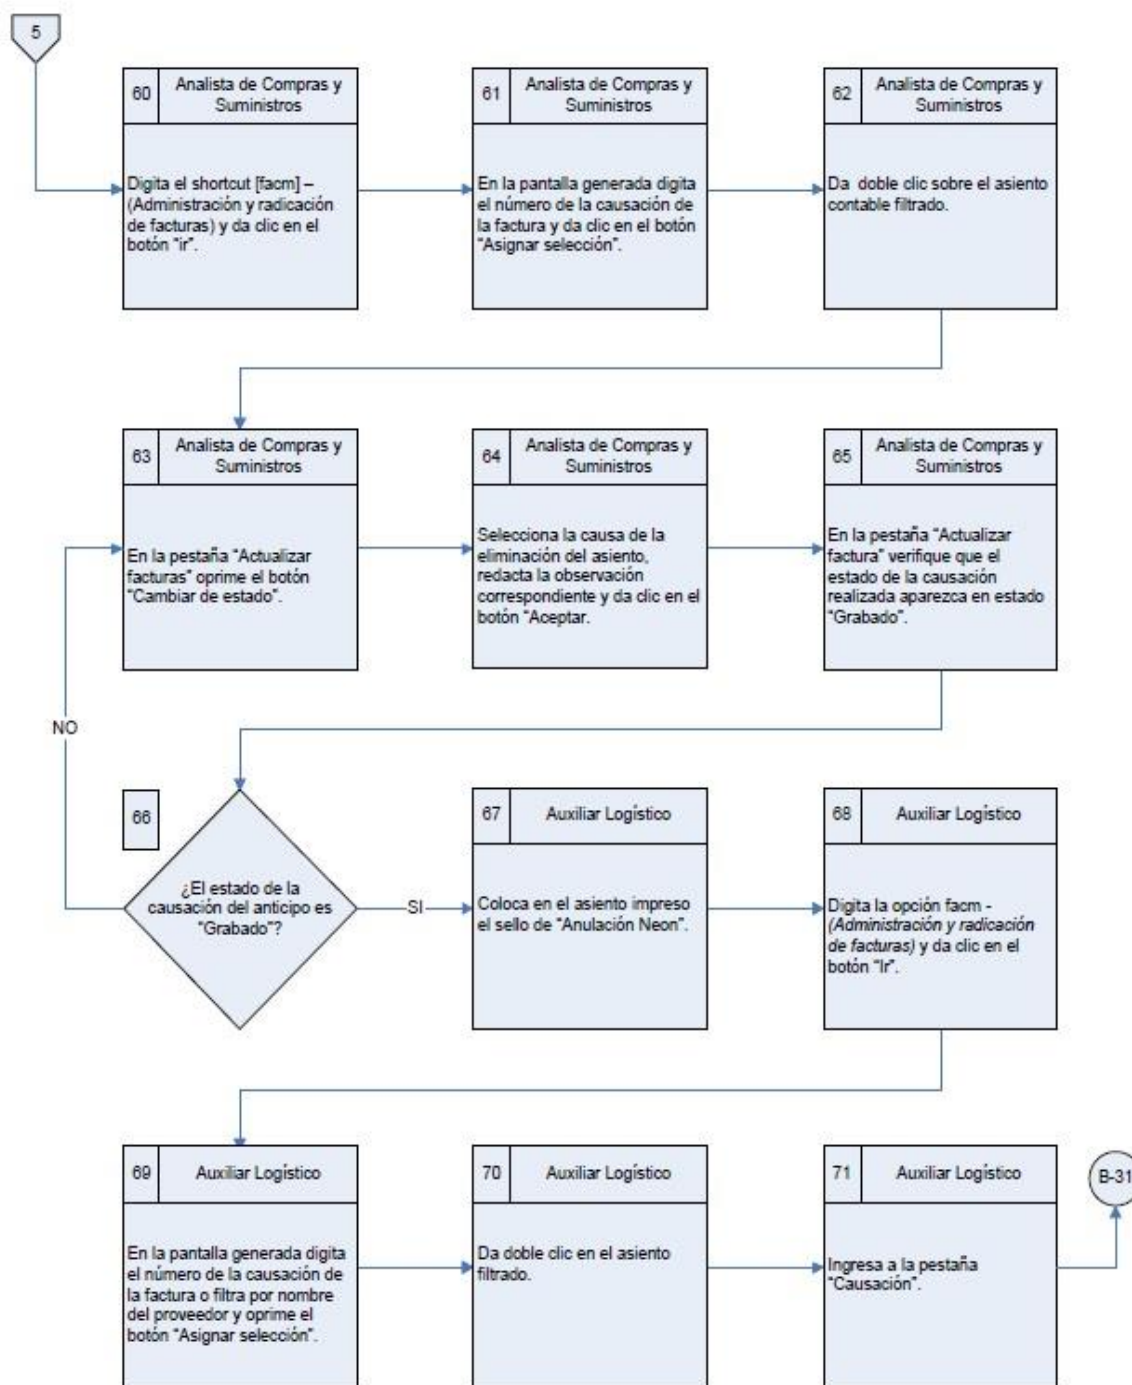 5
60
Analista de Compras y
Suministros
Digita el shortcut [facm] –
(Administración y radicación
de facturas) y da clic en el
botón “ir”.
61
Analista de Compras y
Suministros
En la pantalla generada digita
el número de la causación de
la factura y da clic en el botón
“Asignar selección”.
62
Analista de Compras y
Suministros
Da doble clic sobre el asiento
contable filtrado.
63
Analista de Compras y
Suministros
En la pestaña “Actualizar
facturas” oprime el botón
“Cambiar de estado”.
64
Analista de Compras y
Suministros
Selecciona la causa de la
eliminación del asiento,
redacta la observación
correspondiente y da clic en el
botón “Aceptar.
65
Analista de Compras y
Suministros
En la pestaña “Actualizar
factura” verifique que el
estado de la causación
realizada aparezca en estado
“Grabado”.
NO
66
¿El estado de la
causación del anticipo es
“Grabado”?
SI
67
Auxiliar Logístico
Coloca en el asiento impreso
el sello de “Anulación Neon”.
68
Auxiliar Logístico
Digita la opción facm -
(Administración y radicación
de facturas) y da clic en el
botón “Ir”.
69
Auxiliar Logístico
En la pantalla generada digita
el número de la causación de
la factura o filtra por nombre
del proveedor y oprime el
botón “Asignar selección”.
70
Auxiliar Logístico
Da doble clic en el asiento
filtrado.
71
Auxiliar Logístico
Ingresa a la pestaña
“Causación”.
B-31